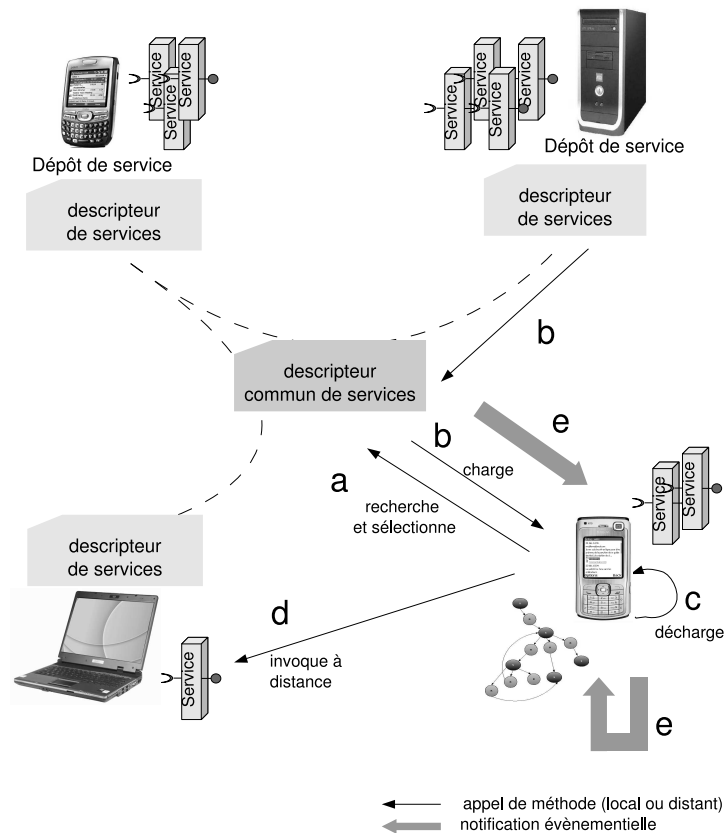 Service
Service
Service
Dépôt de service
descripteur
de services
Service
Service
Service
Service
Dépôt de service
descripteur
de services
b
descripteur
commun de services
e
b
charge
a
recherche
et sélectionne
Service
Service
c
décharge
descripteur
de services
d
invoque à
distance
Service
e
appel de méthode (local ou distant)
notification évènementielle